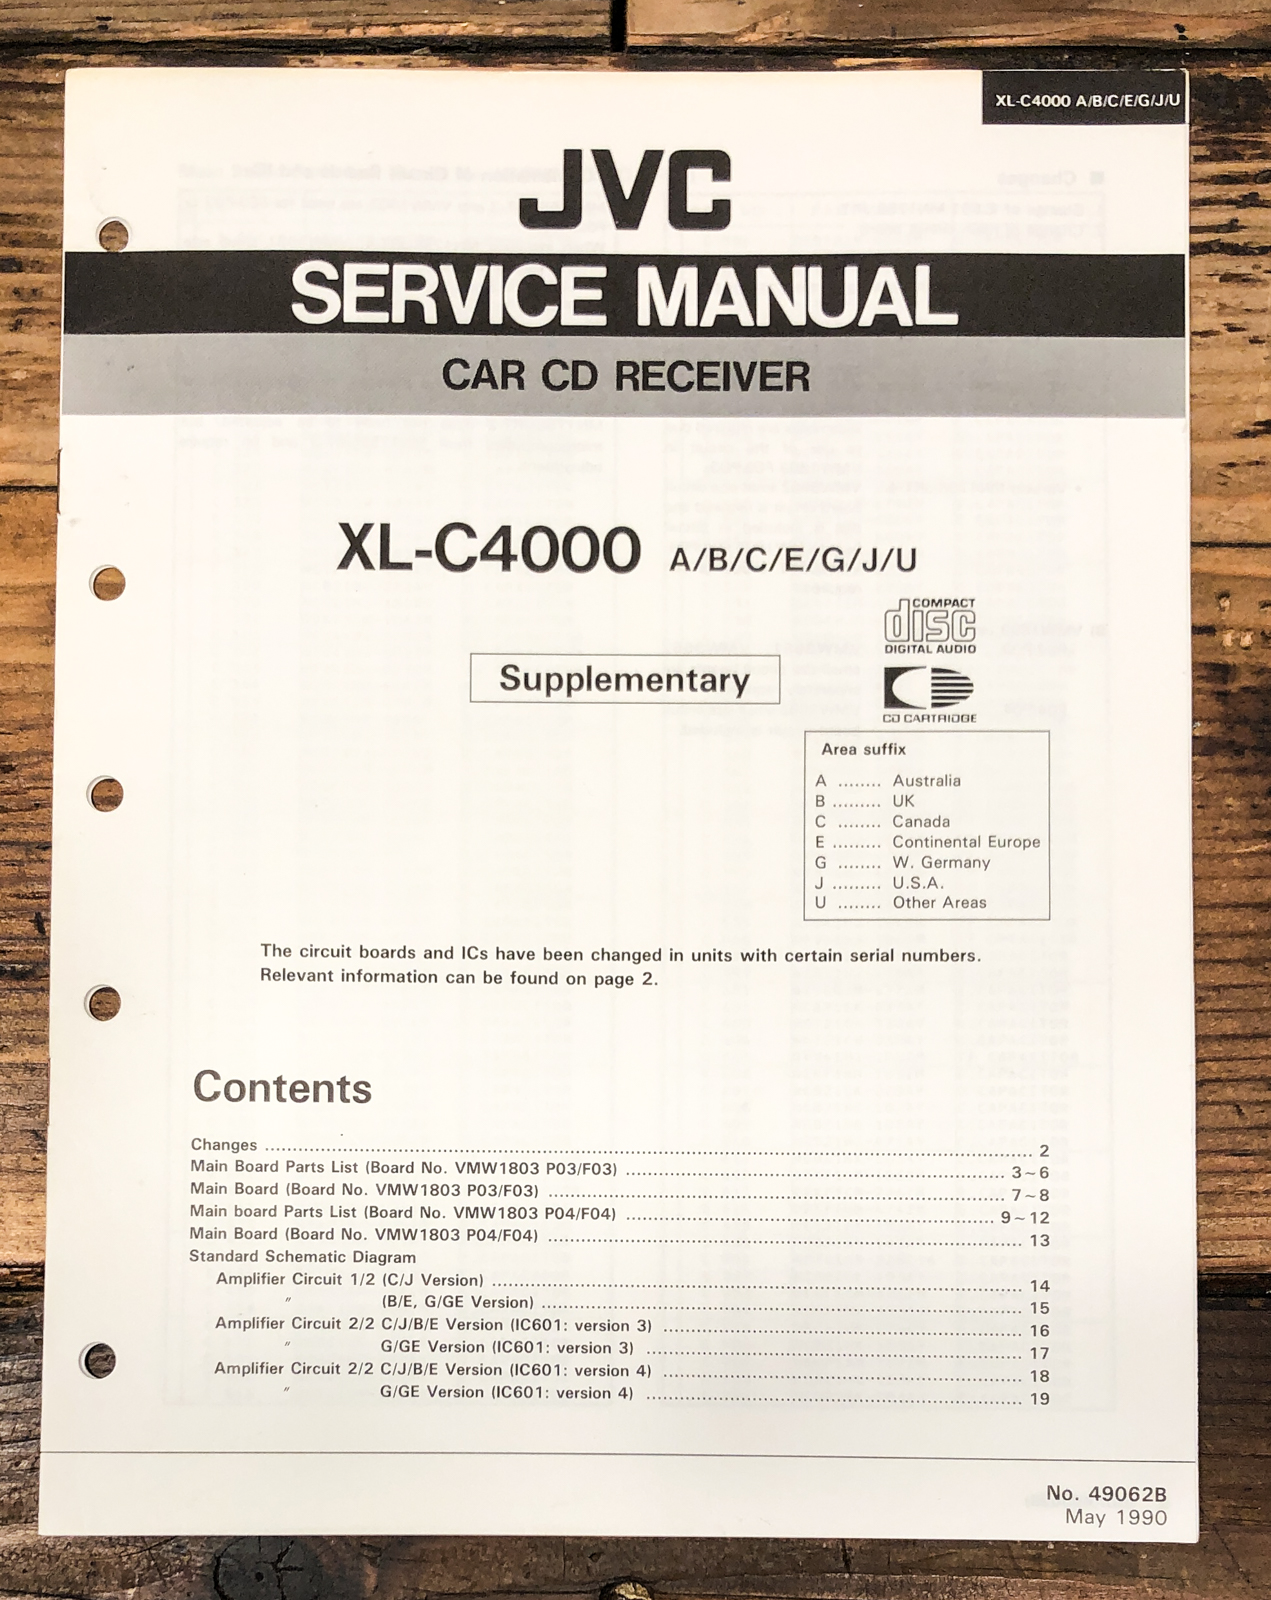 XL-C4000 A/B/C/E/G/J/U
JVC
SERVICE MANUAL
CAR CD RECEIVER
XL-C4000 A/B/C/E/G/J/U
COMPACT
disc
DIGITAL AUDIO
Supplementary
CD CARTRIDGE
Area suffix
A ........ Australia
B ......... UK
C ........ Canada
E ......... Continental Europe
G ........ W. Germany
J ......... U.S.A.
U ........ Other Areas
The circuit boards and ICs have been changed in units with certain serial numbers.
Relevant information can be found on page 2.
Contents
Changes ........ 2
Main Board Parts List (Board No. VMW1803 P03/F03) ........ 3~6
Main Board (Board No. VMW1803 P03/F03) ........ 7~8
Main board Parts List (Board No. VMW1803 P04/F04) ........ 9~12
Main Board (Board No. VMW1803 P04/F04) ........ 13
Standard Schematic Diagram
Amplifier Circuit 1/2 (C/J Version) ........ 14
〃 (B/E, G/GE Version) ........ 15
Amplifier Circuit 2/2 C/J/B/E Version (IC601: version 3) ........ 16
〃 G/GE Version (IC601: version 3) ........ 17
Amplifier Circuit 2/2 C/J/B/E Version (IC601: version 4) ........ 18
〃 G/GE Version (IC601: version 4) ........ 19
No. 49062B
May 1990